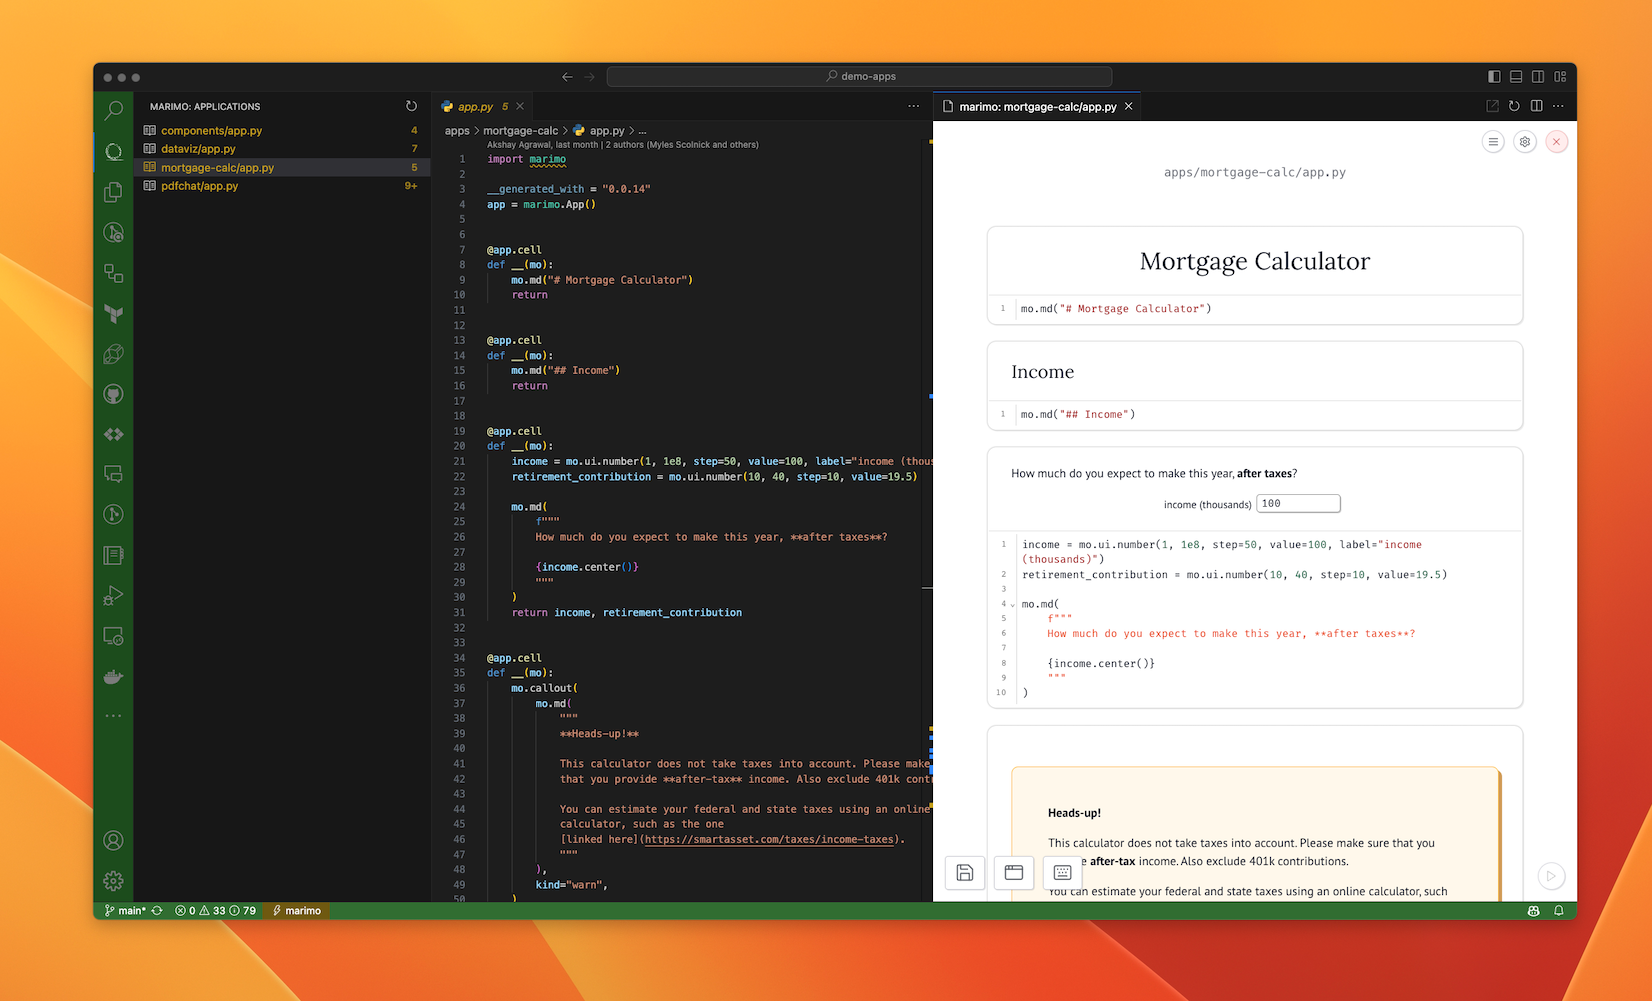 demo-apps
MARIMO: APPLICATIONS
components/app.py 4
dataviz/app.py 7
mortgage-calc/app.py 5
pdfchat/app.py 9+
app.py 5
apps > mortgage-calc > app.py > ...
Akshay Agrawal, last month | 2 authors (Myles Scolnick and others)
1 import marimo
2
3 __generated_with = "0.0.14"
4 app = marimo.App()
5
6
7 @app.cell
8 def __(mo):
9 mo.md("# Mortgage Calculator")
10 return
11
12
13 @app.cell
14 def __(mo):
15 mo.md("## Income")
16 return
17
18
19 @app.cell
20 def __(mo):
21 income = mo.ui.number(1, 1e8, step=50, value=100, label="income (thous
22 retirement_contribution = mo.ui.number(10, 40, step=10, value=19.5)
23
24 mo.md(
25 f"""
26 How much do you expect to make this year, **after taxes**?
27
28 {income.center()}
29 """
30 )
31 return income, retirement_contribution
32
33
34 @app.cell
35 def __(mo):
36 mo.callout(
37 mo.md(
38 """
39 **Heads-up!**
40
41 This calculator does not take taxes into account. Please make
42 that you provide **after-tax** income. Also exclude 401k cont
43
44 You can estimate your federal and state taxes using an online
45 calculator, such as the one
46 [linked here](https://smartasset.com/taxes/income-taxes).
47 """
48 ),
49 kind="warn",
50 )
marimo: mortgage-calc/app.py
apps/mortgage-calc/app.py
Mortgage Calculator
1 mo.md("# Mortgage Calculator")
Income
1 mo.md("## Income")
How much do you expect to make this year, after taxes?
income (thousands) 100
1 income = mo.ui.number(1, 1e8, step=50, value=100, label="income
(thousands)")
2 retirement_contribution = mo.ui.number(10, 40, step=10, value=19.5)
3
4 mo.md(
5 f"""
6 How much do you expect to make this year, **after taxes**?
7
8 {income.center()}
9 """
10 )
Heads-up!
This calculator does not take taxes into account. Please make sure that you
e after-tax income. Also exclude 401k contributions.
You can estimate your federal and state taxes using an online calculator, such
main* 0 33 79 marimo